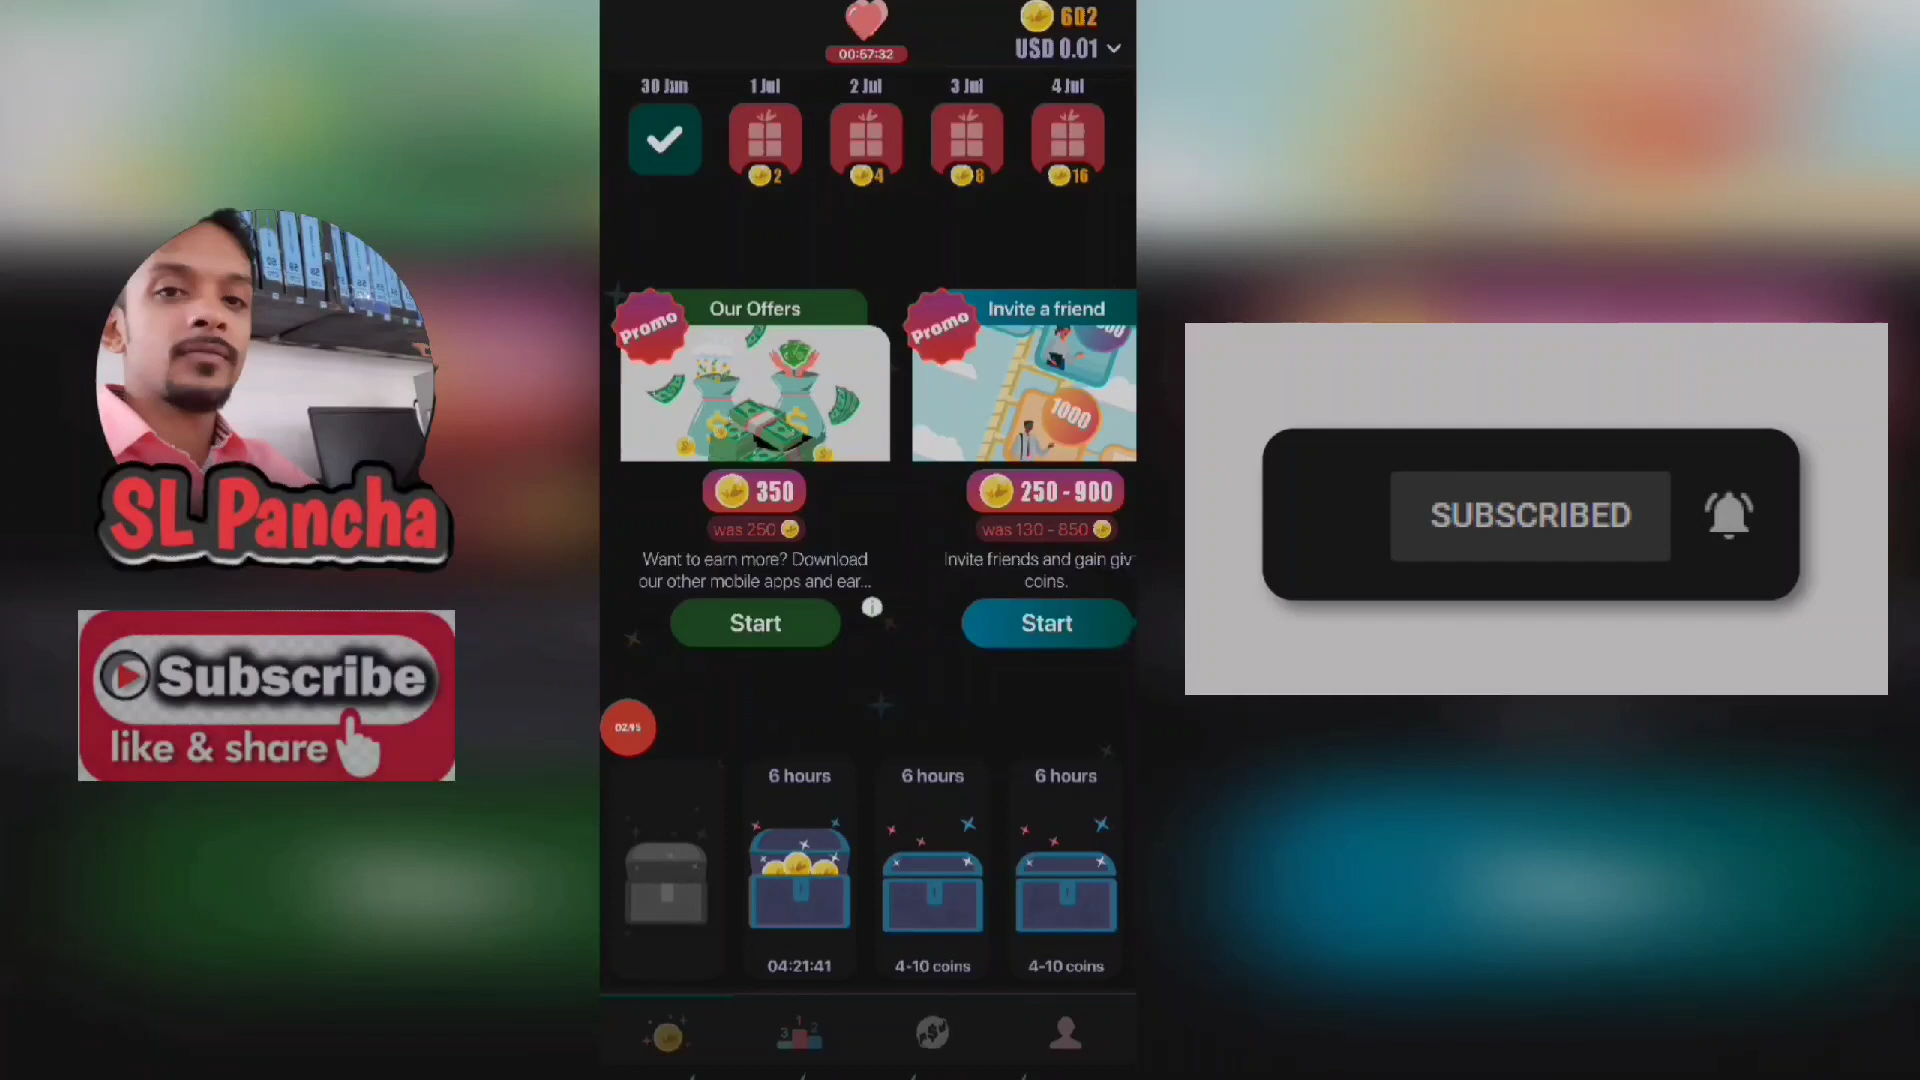 602
00:57:32
USD 0.01
30 Jun
1 Jul
2 Jul
3 Jul
4 Jul
2
4
8
16
Promo
Our Offers
Promo
Invite a friend
1000
350
250 - 900
was 250
was 130 - 850
Want to earn more? Download
our other mobile apps and ear...
Invite friends and gain giv
coins.
Start
Start
SL Pancha
Subscribe
like & share
SUBSCRIBED
6 hours
6 hours
6 hours
04:21:41
4-10 coins
4-10 coins
3 1 2